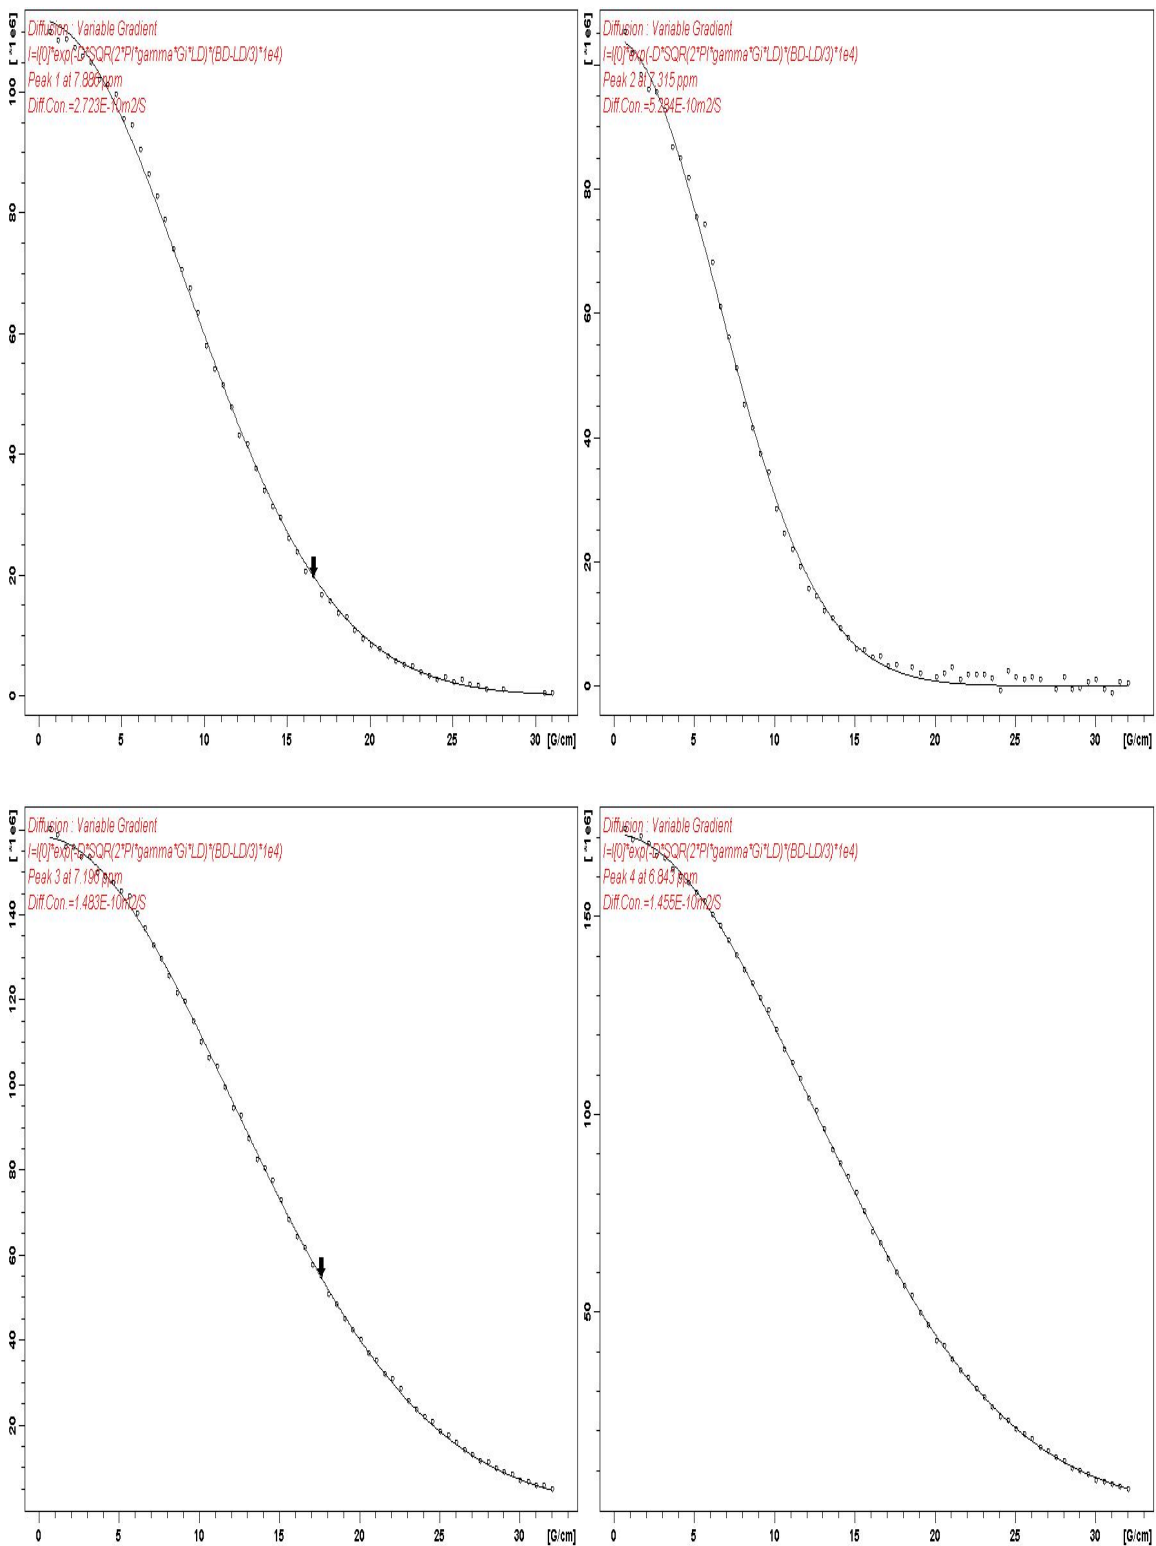 [ *1e6]
Diffusion : Variable Gradient
I=I[0]*exp(-D*SQR(2*PI*gamma*Gi*LD)*(BD-LD/3)*1e4)
Peak 1 at ppm
Diff.Con.=2.723E-10m2/S
100
80
60
40
20
0
0 5 10 15 20 25 30 [G/cm]
[ *1e6]
Diffusion : Variable Gradient
I=I[0]*exp(-D*SQR(2*PI*gamma*Gi*LD)*(BD-LD/3)*1e4)
Peak 2 at 7.315 ppm
80
60
40
20
0
0 5 10 15 20 25 30 [G/cm]
[ *1e6]
Diffusion : Variable Gradient
I=I[0]*exp(-D*SQR(2*PI*gamma*Gi*LD)*(BD-LD/3)*1e4)
Peak 3 at 7.196 ppm
Diff.Con.=1.483E-10m2/S
140
120
100
80
60
40
20
0 5 10 15 20 25 30 [G/cm]
[ *1e6]
Diffusion : Variable Gradient
I=I[0]*exp(-D*SQR(2*PI*gamma*Gi*LD)*(BD-LD/3)*1e4)
Peak 4 at 6.843 ppm
Diff.Con.=1.455E-10m2/S
150
100
50
0 5 10 15 20 25 30 [G/cm]